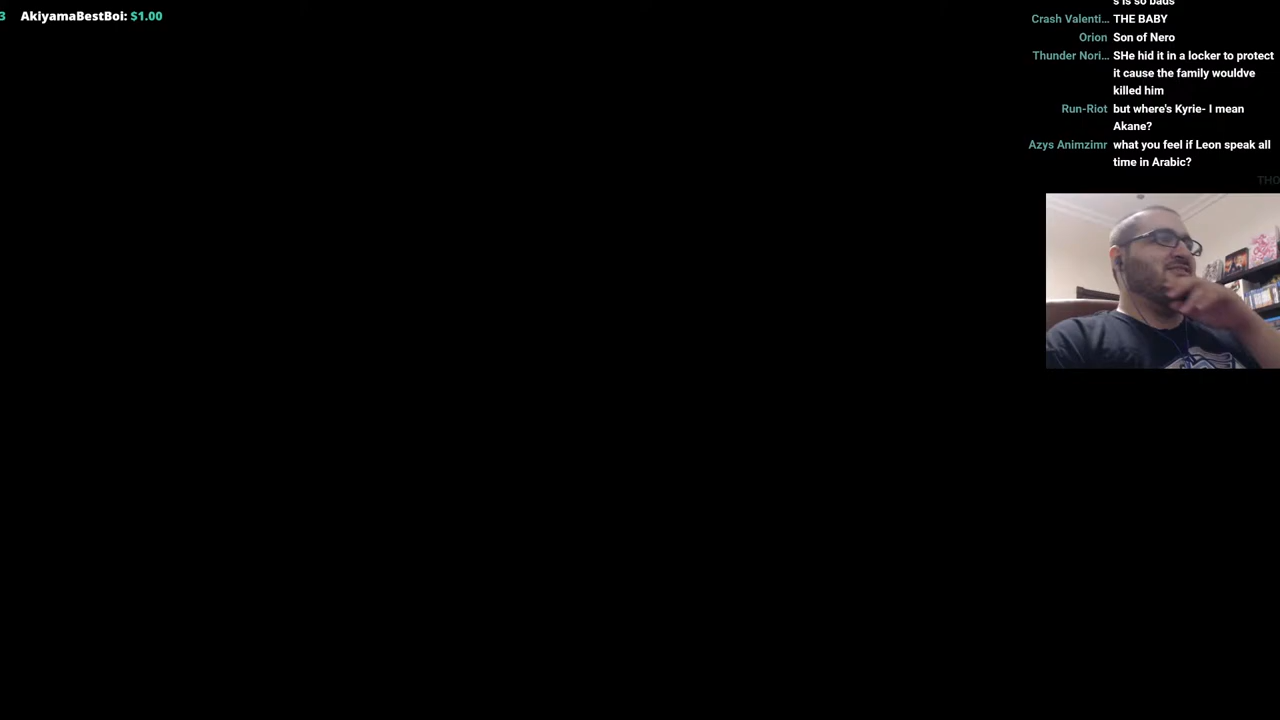 3 AkiyamaBestBoi: $1.00
s is so bads
Crash Valenti... THE BABY
Orion Son of Nero
Thunder Nori... SHe hid it in a locker to protect
it cause the family wouldve
killed him
Run-Riot but where's Kyrie- I mean
Akane?
Azys Animzimr what you feel if Leon speak all
time in Arabic?
THO